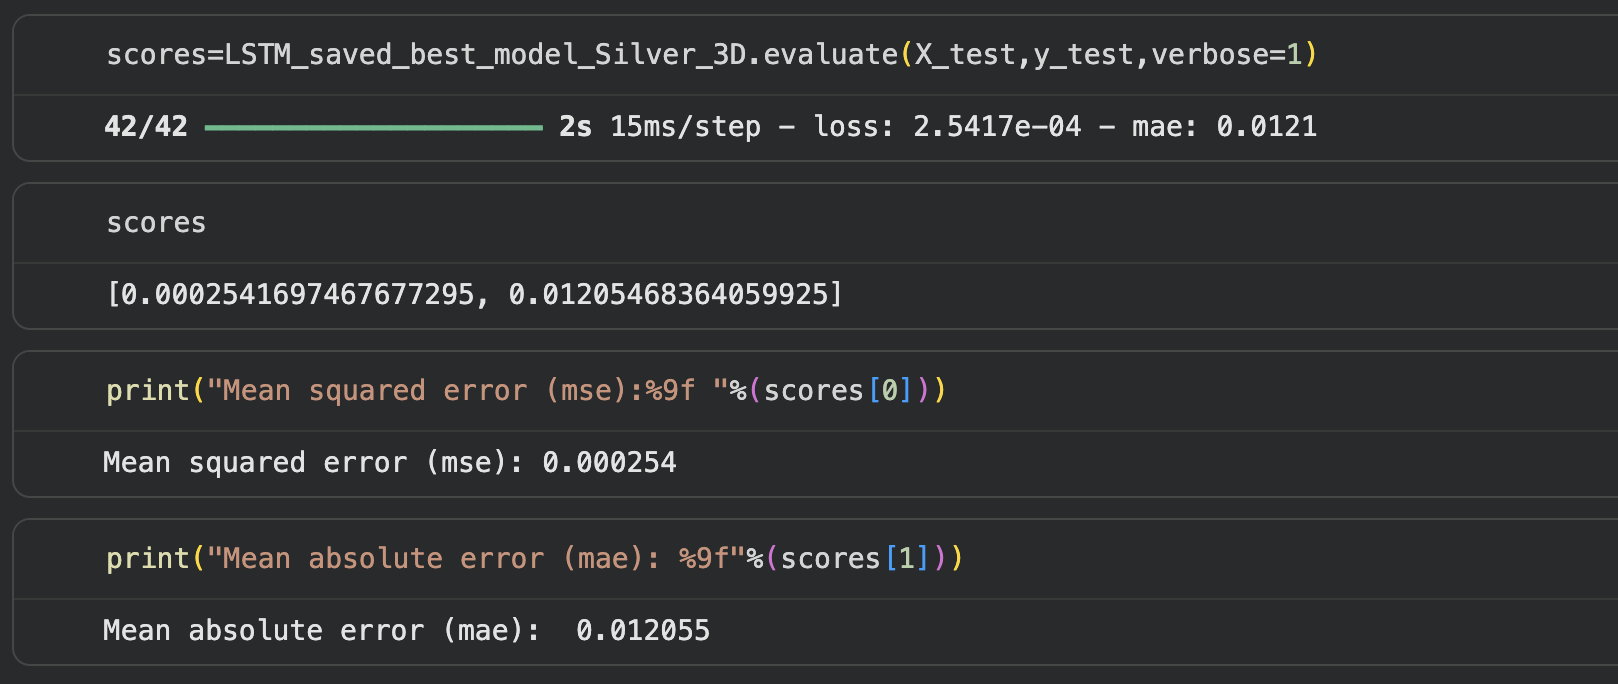 scores=LSTM_saved_best_model_Silver_3D.evaluate(X_test,y_test,verbose=1)
42/42 ━━━━━━━━━━━━━━━━━━━━ 2s 15ms/step - loss: 2.5417e-04 - mae: 0.0121
scores
[0.0002541697467677295, 0.01205468364059925]
print("Mean squared error (mse):%9f "%(scores[0]))
Mean squared error (mse): 0.000254
print("Mean absolute error (mae): %9f"%(scores[1]))
Mean absolute error (mae):  0.012055